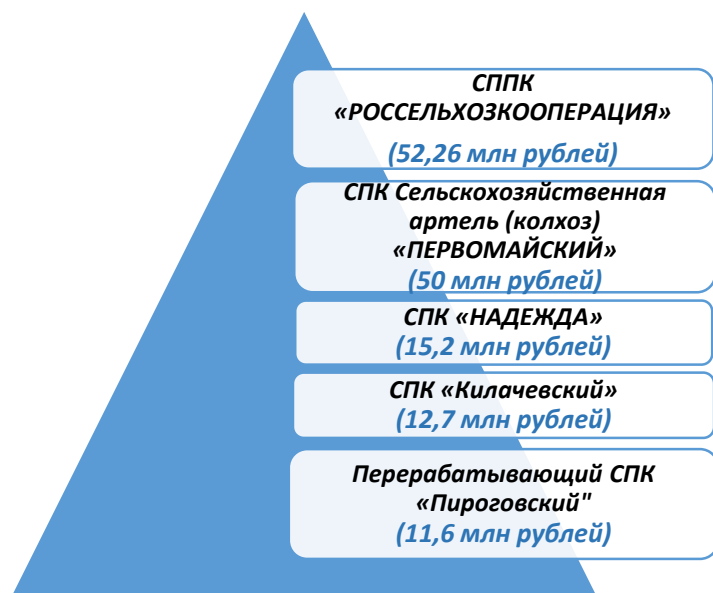 СППК
«РОССЕЛЬХОЗКООПЕРАЦИЯ»
(52,26 млн рублей)
СПК Сельскохозяйственная
артель (колхоз)
«ПЕРВОМАЙСКИЙ»
(50 млн рублей)
СПК «НАДЕЖДА»
(15,2 млн рублей)
СПК «Килачевский»
(12,7 млн рублей)
Перерабатывающий СПК
«Пироговский"
(11,6 млн рублей)